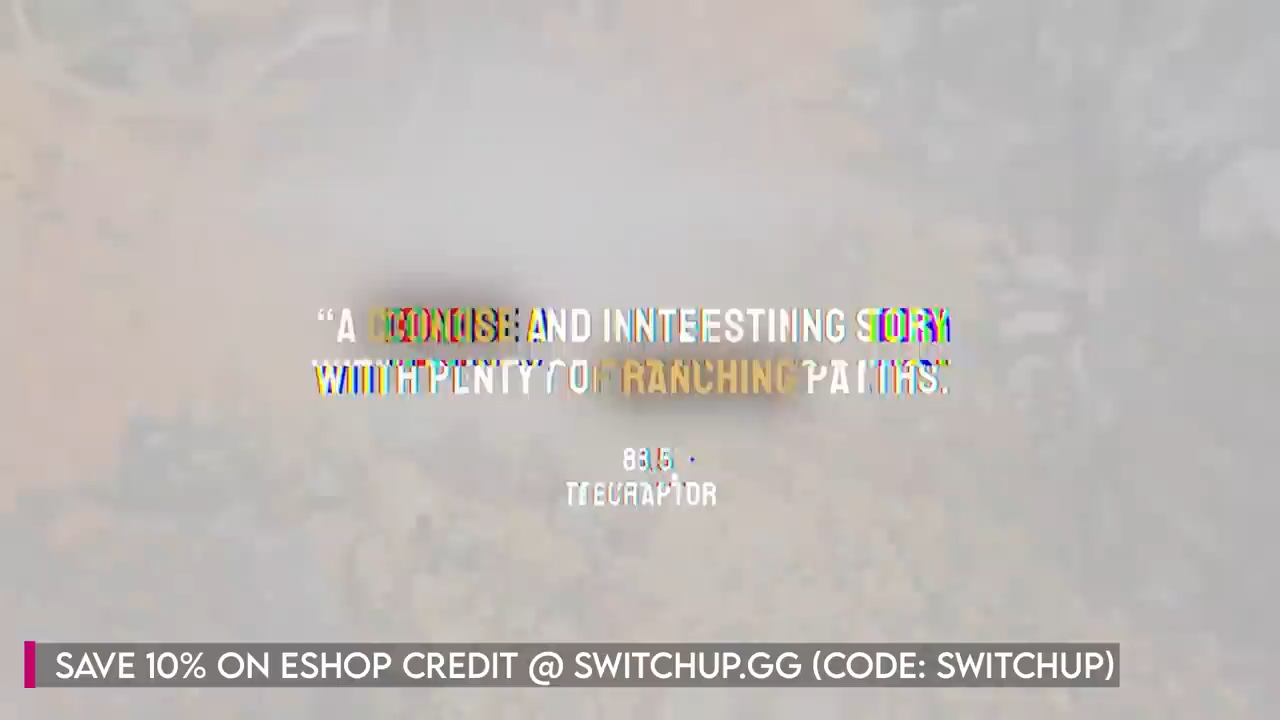 “A CONCISE AND INTERESTING STORY
WITH PLENTY OF BRANCHING PATHS.
TECHRAPTOR
SAVE 10% ON ESHOP CREDIT @ SWITCHUP.GG (CODE: SWITCHUP)